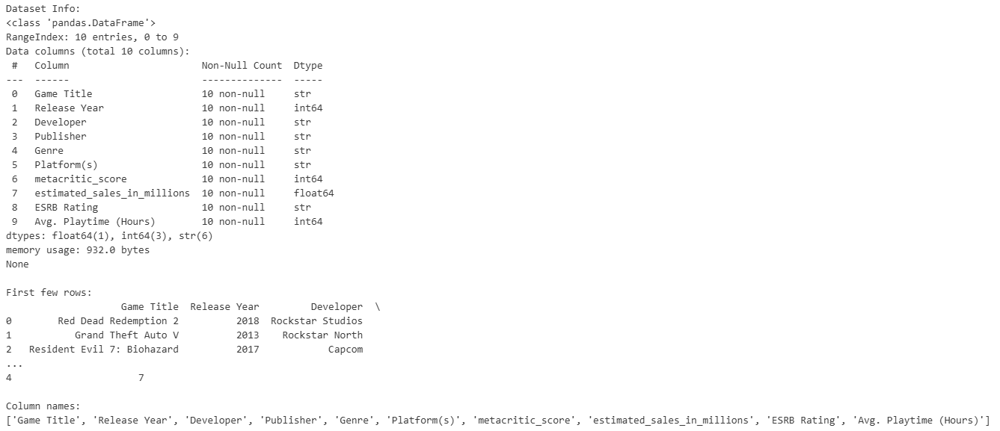 Dataset Info:
<class 'pandas.DataFrame'>
RangeIndex: 10 entries, 0 to 9
Data columns (total 10 columns):
 #   Column                       Non-Null Count  Dtype
---  ------                       --------------  -----
 0   Game Title                   10 non-null     str
 1   Release Year                 10 non-null     int64
 2   Developer                    10 non-null     str
 3   Publisher                    10 non-null     str
 4   Genre                        10 non-null     str
 5   Platform(s)                  10 non-null     str
 6   metacritic_score             10 non-null     int64
 7   estimated_sales_in_millions  10 non-null     float64
 8   ESRB Rating                  10 non-null     str
 9   Avg. Playtime (Hours)        10 non-null     int64
dtypes: float64(1), int64(3), str(6)
memory usage: 932.0 bytes
None

First few rows:
                    Game Title  Release Year         Developer  \
0        Red Dead Redemption 2          2018  Rockstar Studios
1           Grand Theft Auto V          2013    Rockstar North
2   Resident Evil 7: Biohazard          2017            Capcom
...
4                      7

Column names:
['Game Title', 'Release Year', 'Developer', 'Publisher', 'Genre', 'Platform(s)', 'metacritic_score', 'estimated_sales_in_millions', 'ESRB Rating', 'Avg. Playtime (Hours)']